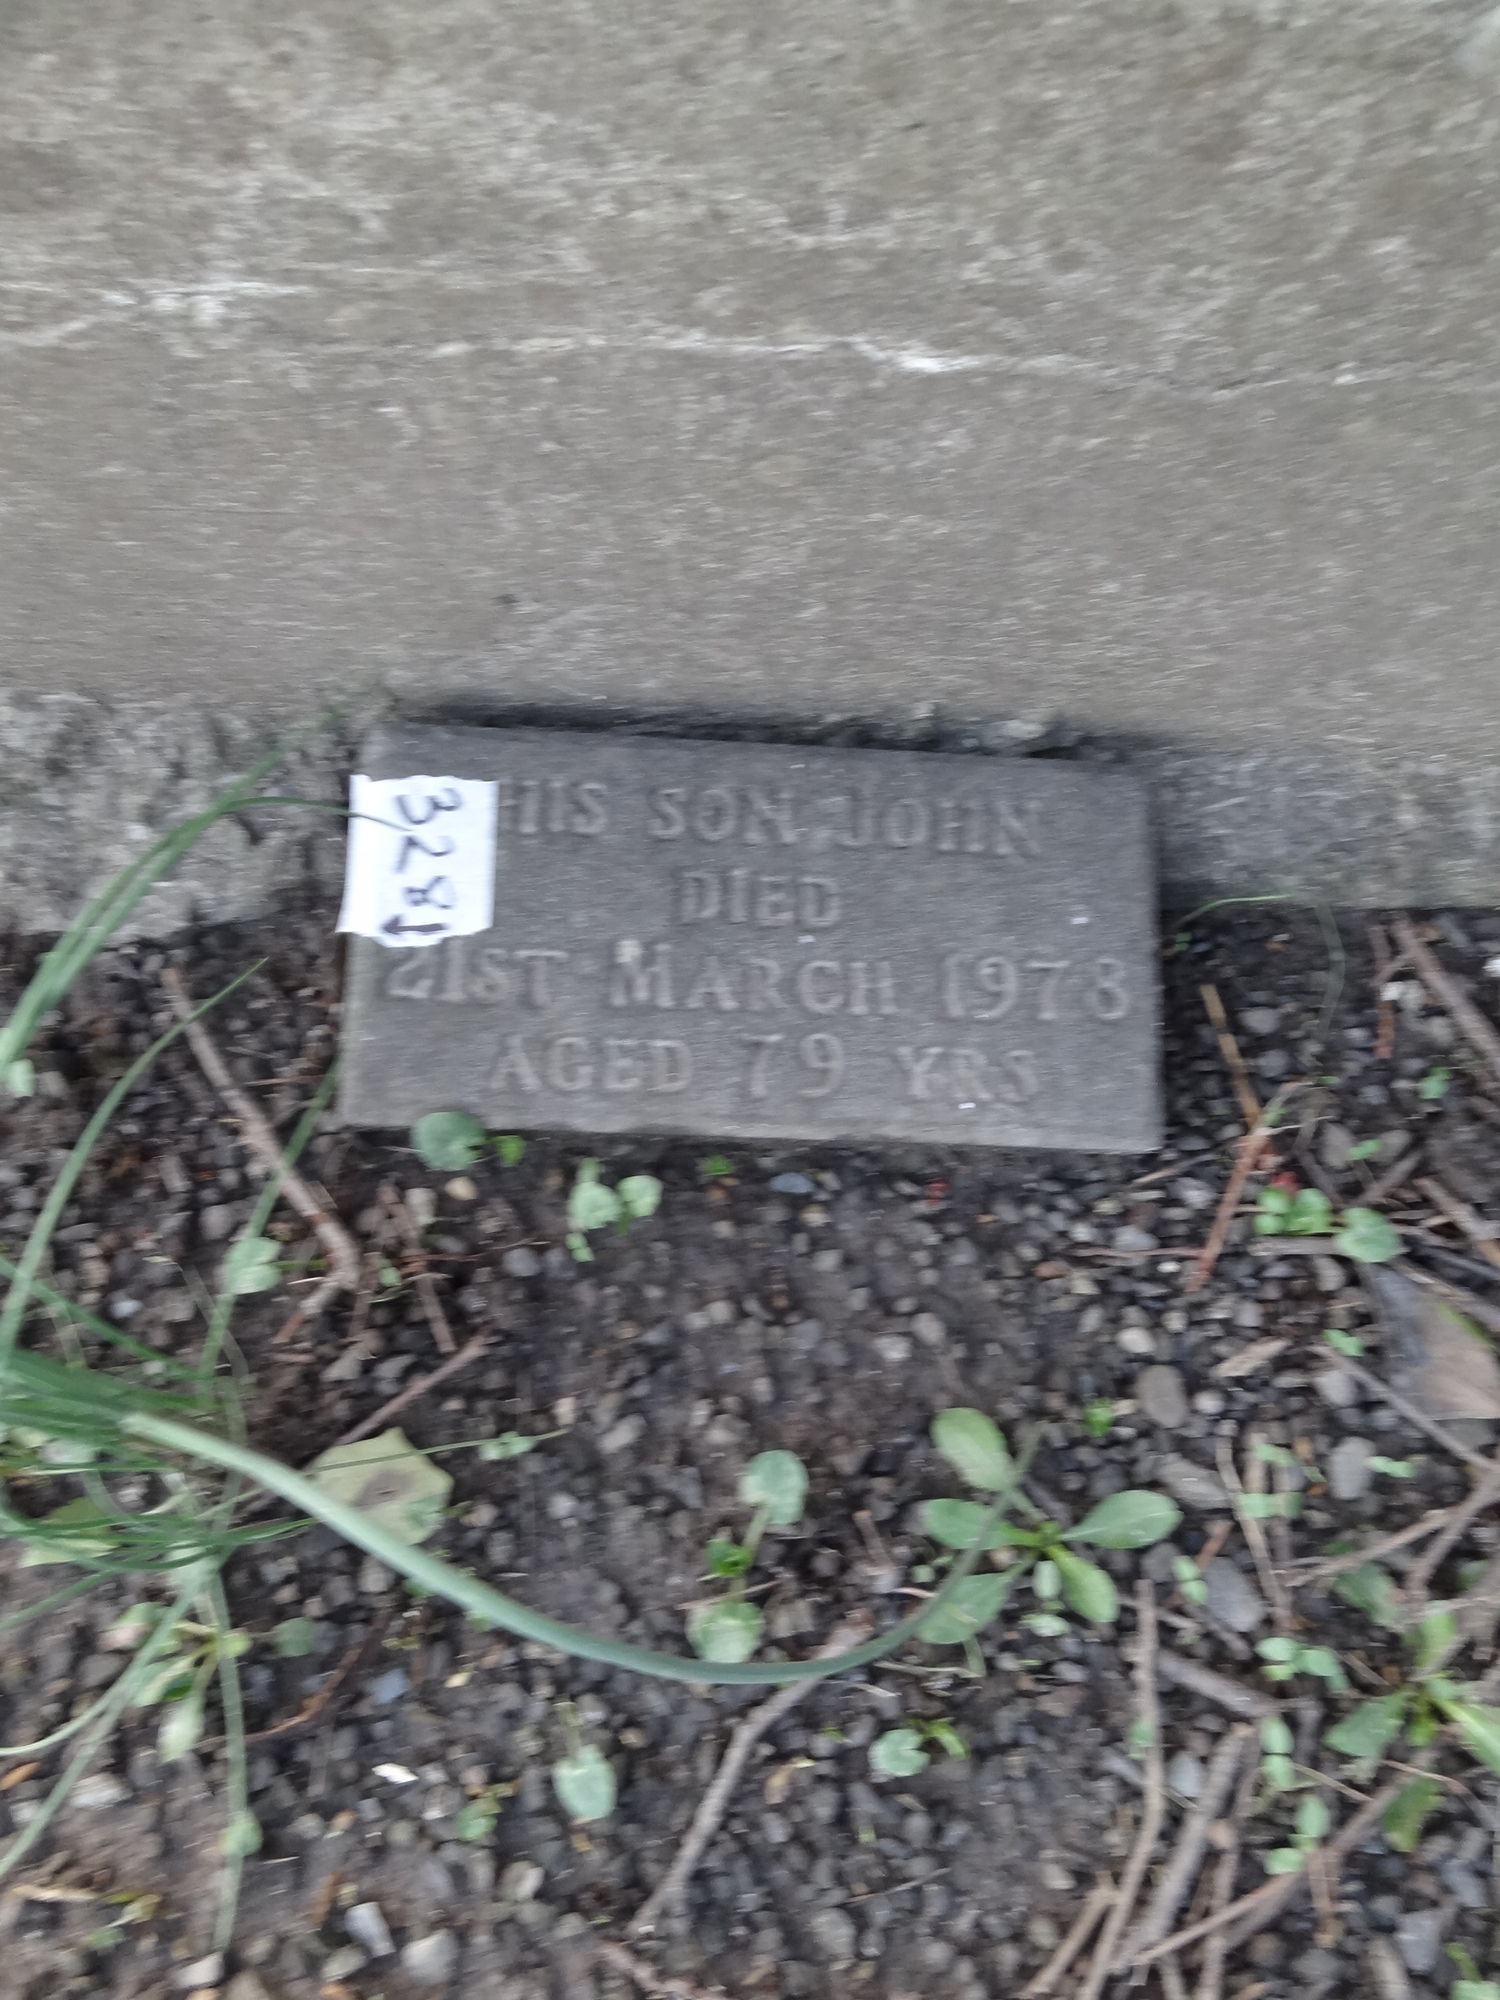 HIS SON, JOHN
DIED
21ST MARCH 1978
AGED 79 YRS
3281